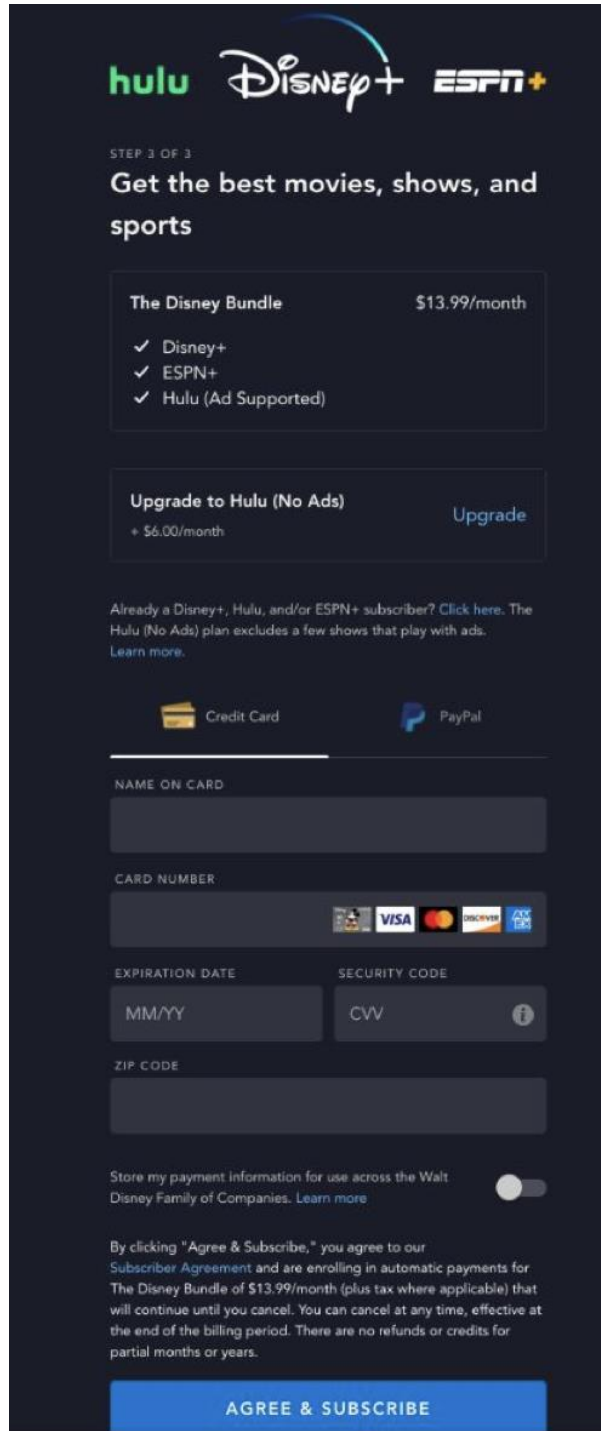 hulu Disney+ ESPN+
STEP 3 OF 3
Get the best movies, shows, and
sports
The Disney Bundle $13.99/month
✓ Disney+
✓ ESPN+
✓ Hulu (Ad Supported)
Upgrade to Hulu (No Ads)
+ $6.00/month
Upgrade
Already a Disney+, Hulu, and/or ESPN+ subscriber? Click here. The
Hulu (No Ads) plan excludes a few shows that play with ads.
Learn more.
Credit Card PayPal
NAME ON CARD
CARD NUMBER
VISA DISCOVER AMEX
EXPIRATION DATE SECURITY CODE
MM/YY CVV i
ZIP CODE
Store my payment information for use across the Walt
Disney Family of Companies. Learn more
By clicking "Agree & Subscribe," you agree to our
Subscriber Agreement and are enrolling in automatic payments for
The Disney Bundle of $13.99/month (plus tax where applicable) that
will continue until you cancel. You can cancel at any time, effective at
the end of the billing period. There are no refunds or credits for
partial months or years.
AGREE & SUBSCRIBE